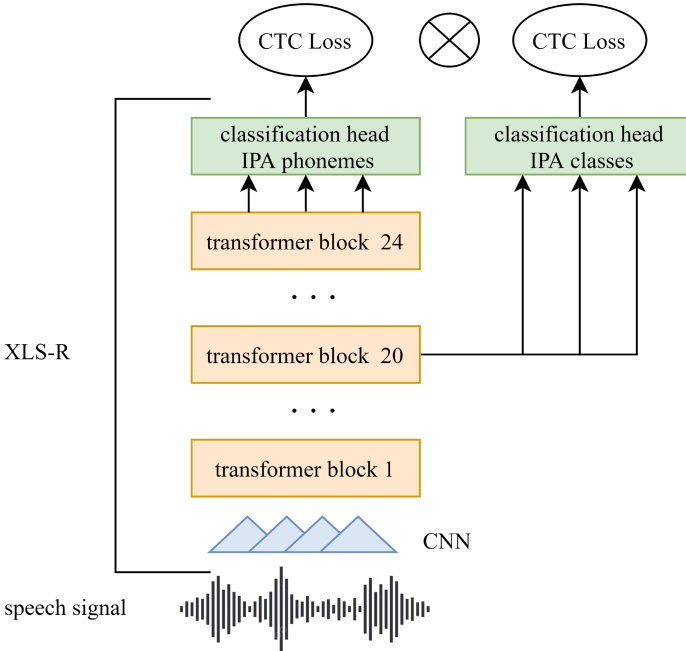 CTC Loss
CTC Loss
classification head
IPA phonemes
classification head
IPA classes
transformer block 24
. . .
XLS-R
transformer block 20
. . .
transformer block 1
CNN
speech signal